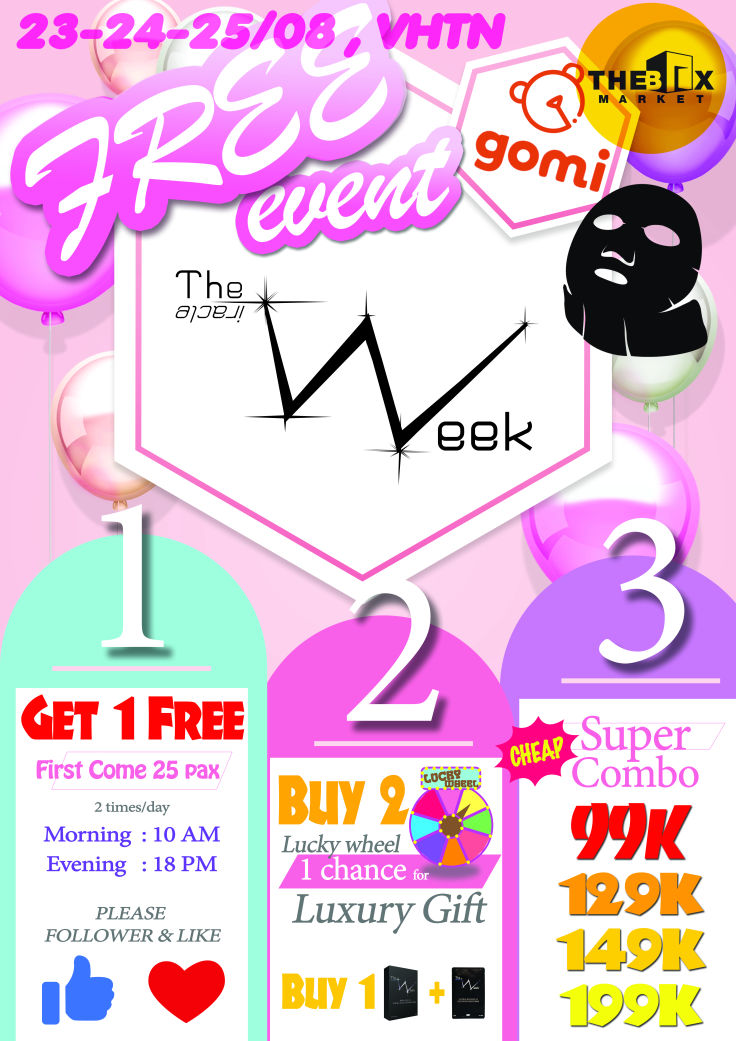 23-24-25/08 , VHTN
FREE
event
gomi
THEBOX
MARKET
The
iracle
Week
1
GET 1 FREE
First Come 25 pax
2 times/day
Morning : 10 AM
Evening : 18 PM
PLEASE
FOLLOWER & LIKE
2
BUY 2
LUCKY
WHEEL
Lucky wheel
1 chance for
Luxury Gift
BUY 1 +
3
CHEAP
Super
Combo
99K
129K
149K
199K